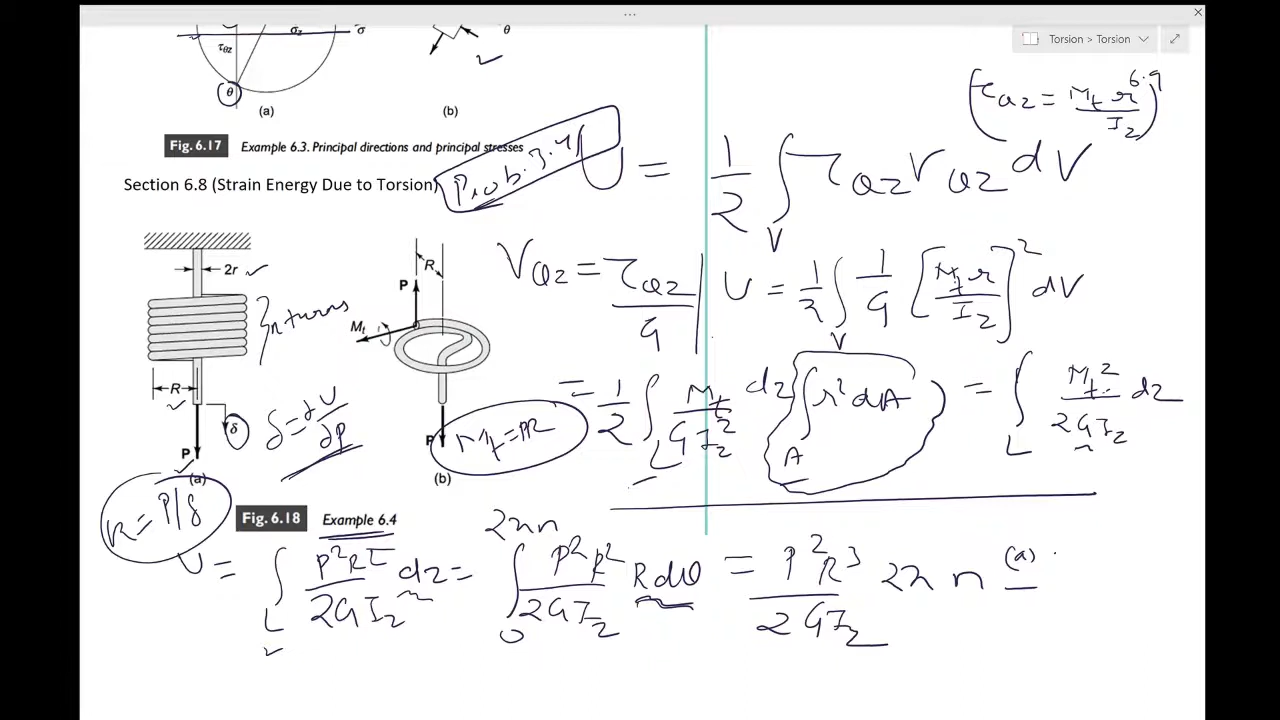 τθz
σz
σ
θ
θ
(a)
(b)
Torsion > Torsion
(τθz = Mt r / Iz) 6.9
Fig. 6.17 Example 6.3. Principal directions and principal stresses
Section 6.8 (Strain Energy Due to Torsion)
Prob. 3.41
U = 1/2 ∫V τθz γθz dV
γθz = τθz / G
U = 1/2 ∫V 1/G [Mt r / Iz]² dV
= 1/2 ∫L Mt² / G Iz² dz (∫A r² dA) = ∫L Mt² / 2GIz dz
2r
n turns
R
δ
P
(a)
R
P
Mt
P
(b)
δ = ∂U/∂P
Mt = PR
K = P/δ
Fig. 6.18 Example 6.4
U = ∫L P²R² / 2GIz dz = ∫0 2πn P²R² / 2GIz R dθ = P²R³ / 2GIz 2πn (a)